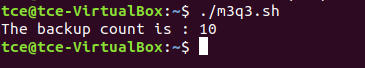 tce@tce-VirtualBox:~$ ./m3q3.sh
The backup count is : 10
tce@tce-VirtualBox:~$